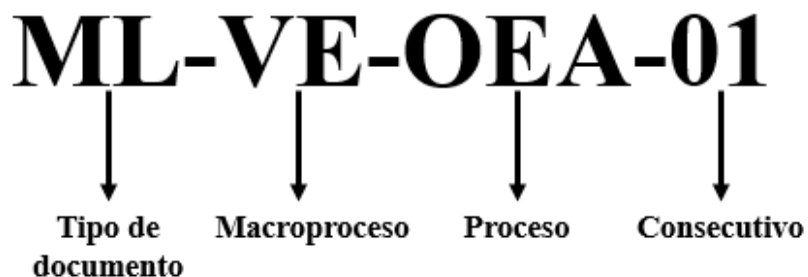 ML-VE-OEA-01
Tipo de Macroproceso Proceso Consecutivo
documento